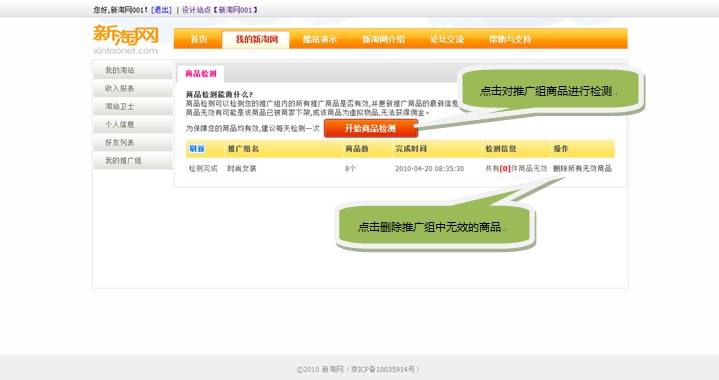 您好,新淘网001! [退出] | 设计站点【新淘网001】
新淘网
xintaonet.com
首页 我的新淘网 酷站演示 新淘网介绍 论坛交流 帮助与支持
我的淘站
收入报表
淘站卫士
个人信息
好友列表
我的推广组
商品检测
商品检测能做什么?
商品检测可以检测您的推广组内的所有推广商品是否有效,并更新推广商品的最新信息
商品无效有可能是该商品已被商家下架,或该商品为虚拟物品,无法获得佣金。
为保障您的商品均有效,建议每天检测一次 开始商品检测
点击对推广组商品进行检测
刷新 推广组名 商品数 完成时间 检测信息 操作
检测完成 时尚女装 8个 2010-04-20 08:35:30 共有[0]件商品无效 删除所有无效商品
点击删除推广组中无效的商品
©2010 新淘网（京ICP备10035914号）